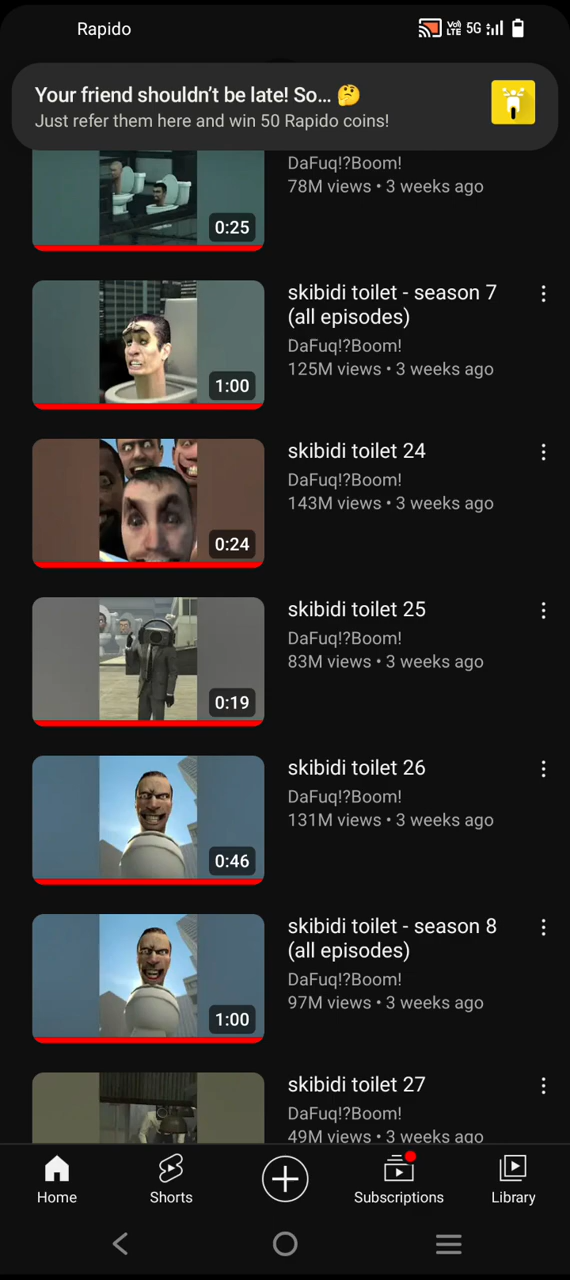 Rapido
Vo)
LTE
5G
Your friend shouldn't be late! So... 🤔
Just refer them here and win 50 Rapido coins!
DaFuq!?Boom!
78M views • 3 weeks ago
0:25
skibidi toilet - season 7
(all episodes)
DaFuq!?Boom!
125M views • 3 weeks ago
1:00
skibidi toilet 24
DaFuq!?Boom!
143M views • 3 weeks ago
0:24
skibidi toilet 25
DaFuq!?Boom!
83M views • 3 weeks ago
0:19
skibidi toilet 26
DaFuq!?Boom!
131M views • 3 weeks ago
0:46
skibidi toilet - season 8
(all episodes)
DaFuq!?Boom!
97M views • 3 weeks ago
1:00
skibidi toilet 27
DaFuq!?Boom!
49M views • 3 weeks ago
Home
Shorts
Subscriptions
Library